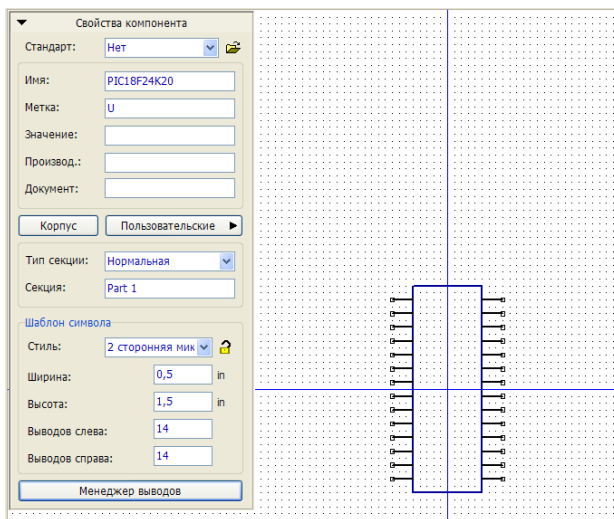 Свойства компонента
Стандарт: Нет
Имя: PIC18F24K20
Метка: U
Значение:
Производ.:
Документ:
Корпус Пользовательские
Тип секции: Нормальная
Секция: Part 1
Шаблон символа
Стиль: 2 сторонняя мик
Ширина: 0,5 in
Высота: 1,5 in
Выводов слева: 14
Выводов справа: 14
Менеджер выводов